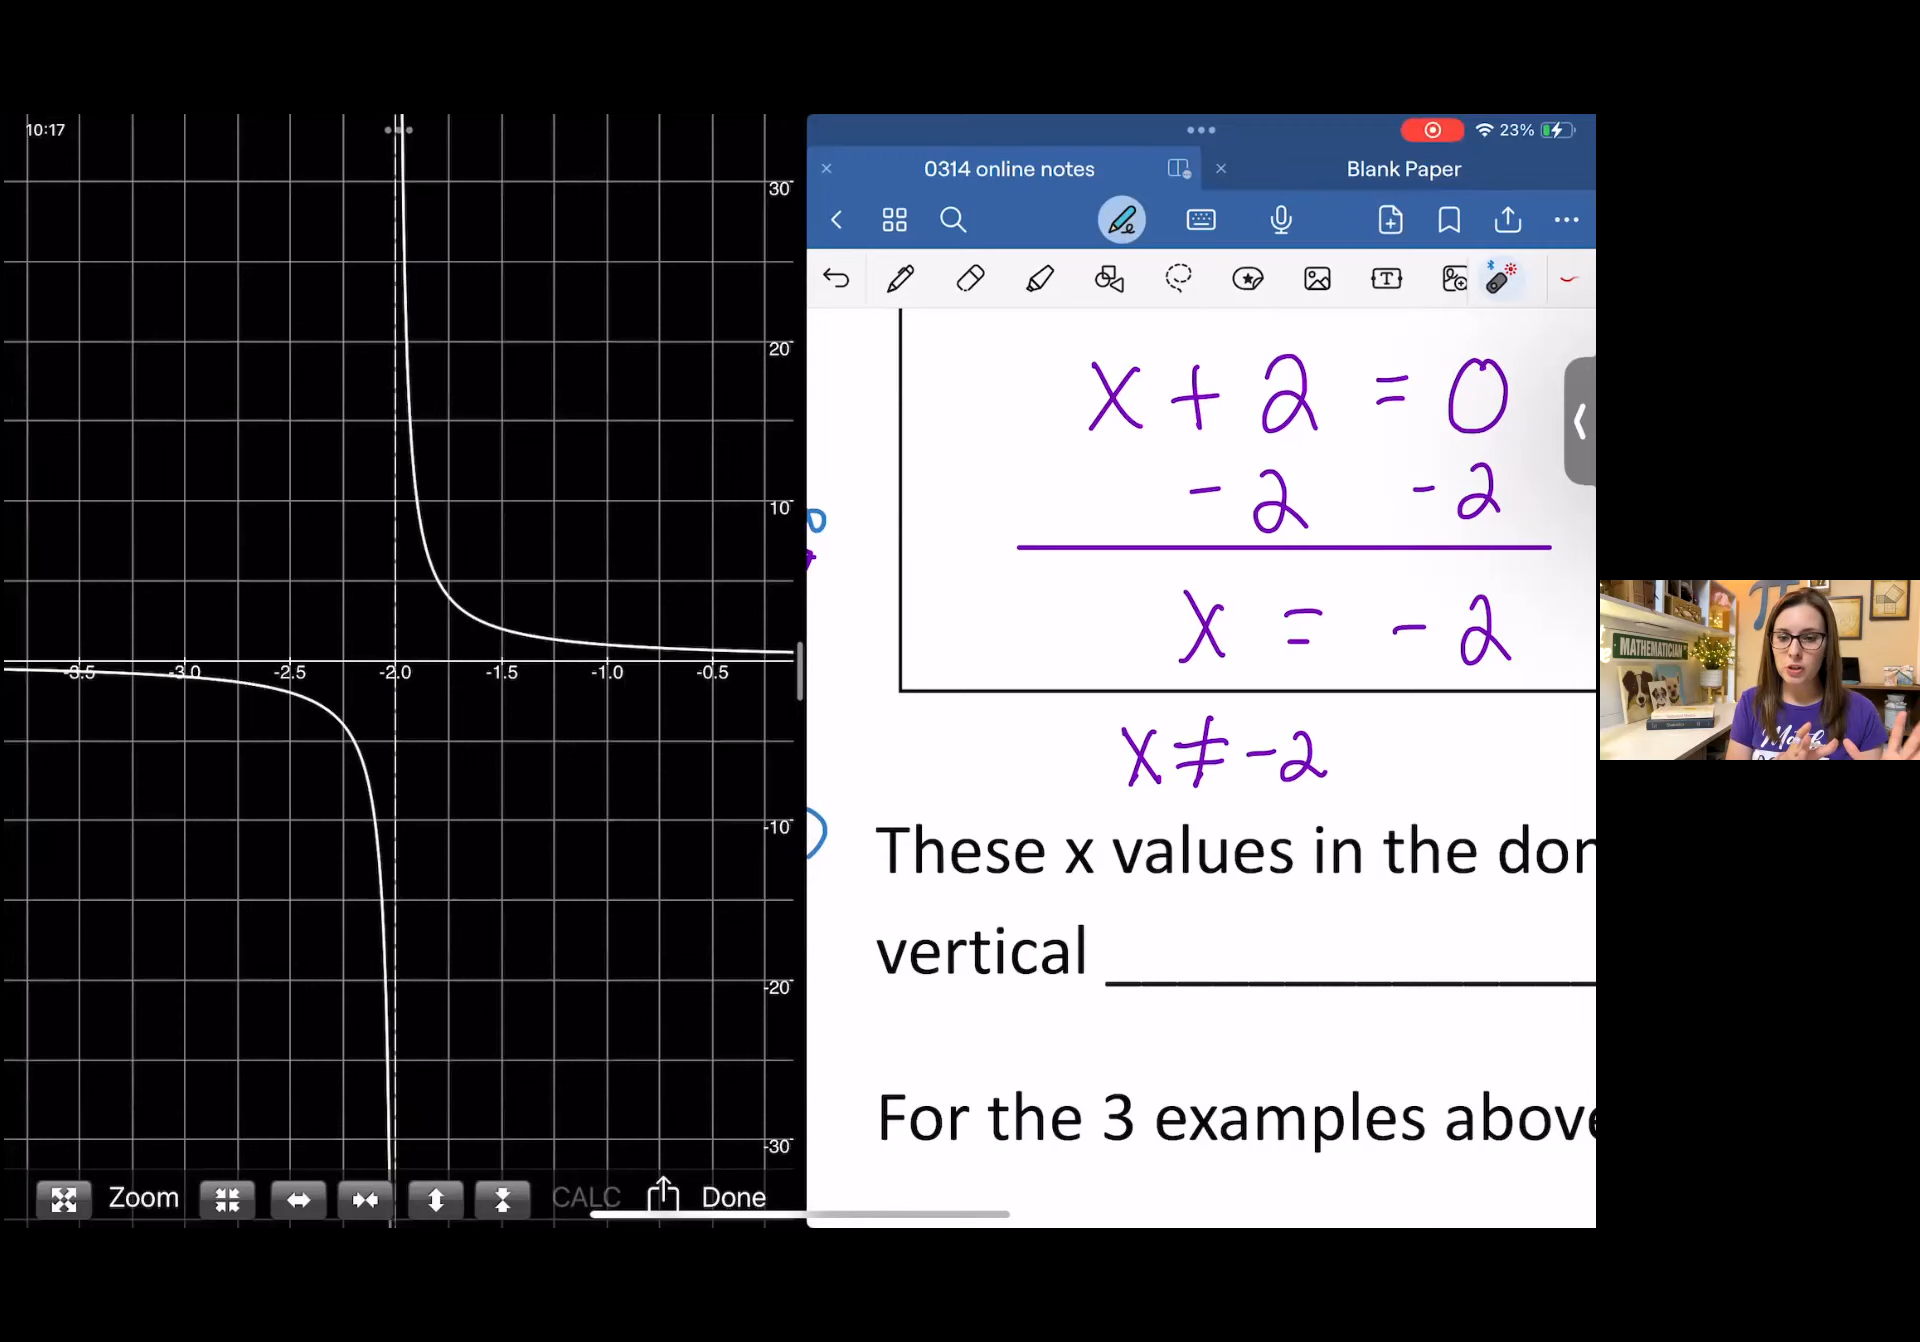 10:17
30
20
10
-3.5 -3.0 -2.5 -2.0 -1.5 -1.0 -0.5
-10
-20
-30
Zoom CALC Done
23%
0314 online notes Blank Paper
x + 2 = 0
- 2 - 2
x = - 2
x ≠ -2
These x values in the
vertical ____________
For the 3 examples above
MATHEMATICIAN